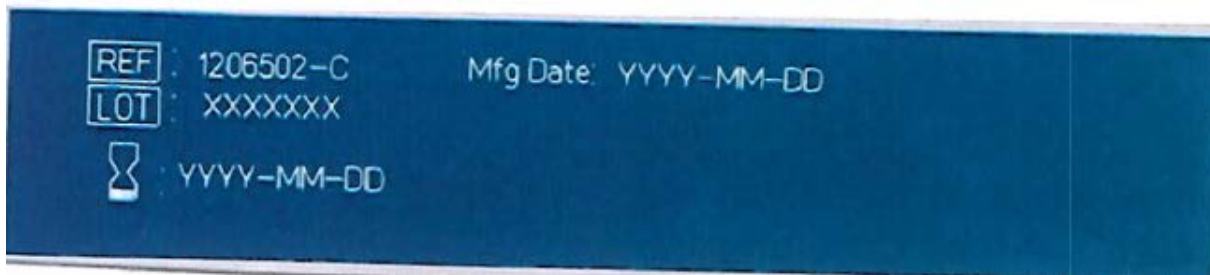 REF : 1206502-C Mfg Date: YYYY-MM-DD
LOT : XXXXXXX
: YYYY-MM-DD